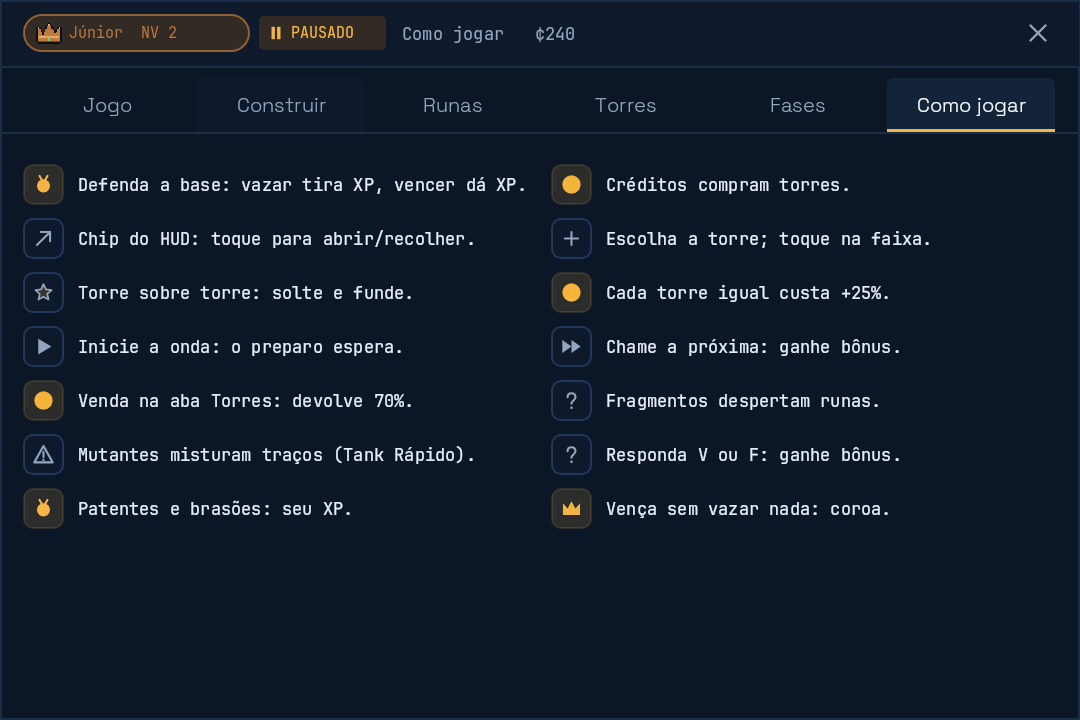 Júnior NV 2 PAUSADO Como jogar ₵240
Jogo Construir Runas Torres Fases Como jogar
Defenda a base: vazar tira XP, vencer dá XP.
Créditos compram torres.
Chip do HUD: toque para abrir/recolher.
Escolha a torre; toque na faixa.
Torre sobre torre: solte e funde.
Cada torre igual custa +25%.
Inicie a onda: o preparo espera.
Chame a próxima: ganhe bônus.
Venda na aba Torres: devolve 70%.
? Fragmentos despertam runas.
Mutantes misturam traços (Tank Rápido).
? Responda V ou F: ganhe bônus.
Patentes e brasões: seu XP.
Vença sem vazar nada: coroa.